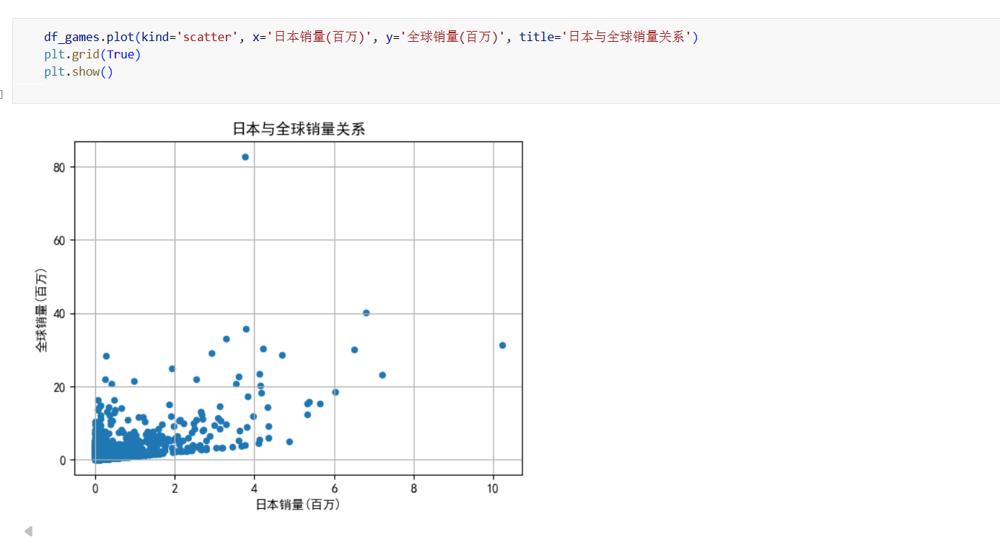 df_games.plot(kind='scatter', x='日本销量(百万)', y='全球销量(百万)', title='日本与全球销量关系')
plt.grid(True)
plt.show()
]
日本与全球销量关系
80
60
40
20
0
全球销量(百万)
0 2 4 6 8 10
日本销量(百万)